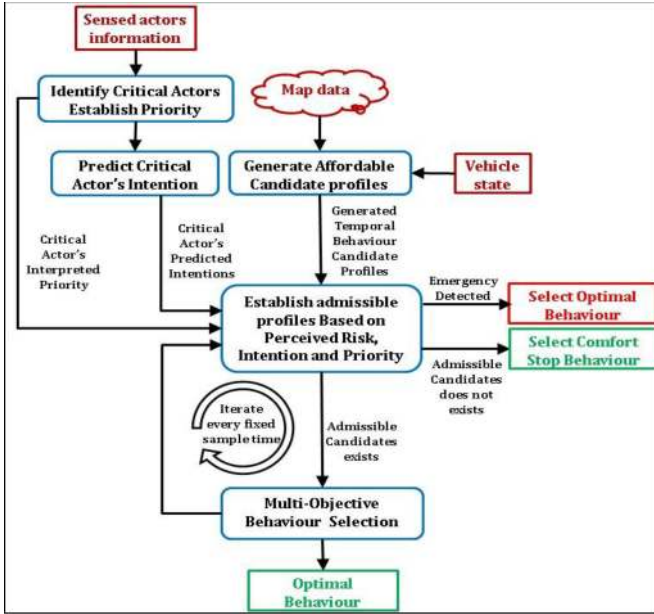 Sensed actors
information
Identify Critical Actors
Establish Priority
Map data
Predict Critical
Actor's Intention
Generate Affordable
Candidate profiles
Vehicle
state
Critical
Actor's
Interpreted
Priority
Critical
Actor's
Predicted
Intentions
Generated
Temporal
Behaviour
Candidate
Profiles
Emergency
Detected
Select Optimal
Behaviour
Establish admissible
profiles Based on
Perceived Risk,
Intention and Priority
Select Comfort
Stop Behaviour
Admissible
Candidates
does not
exists
Iterate
every fixed
sample time
Admissible
Candidates
exists
Multi-Objective
Behaviour Selection
Optimal
Behaviour